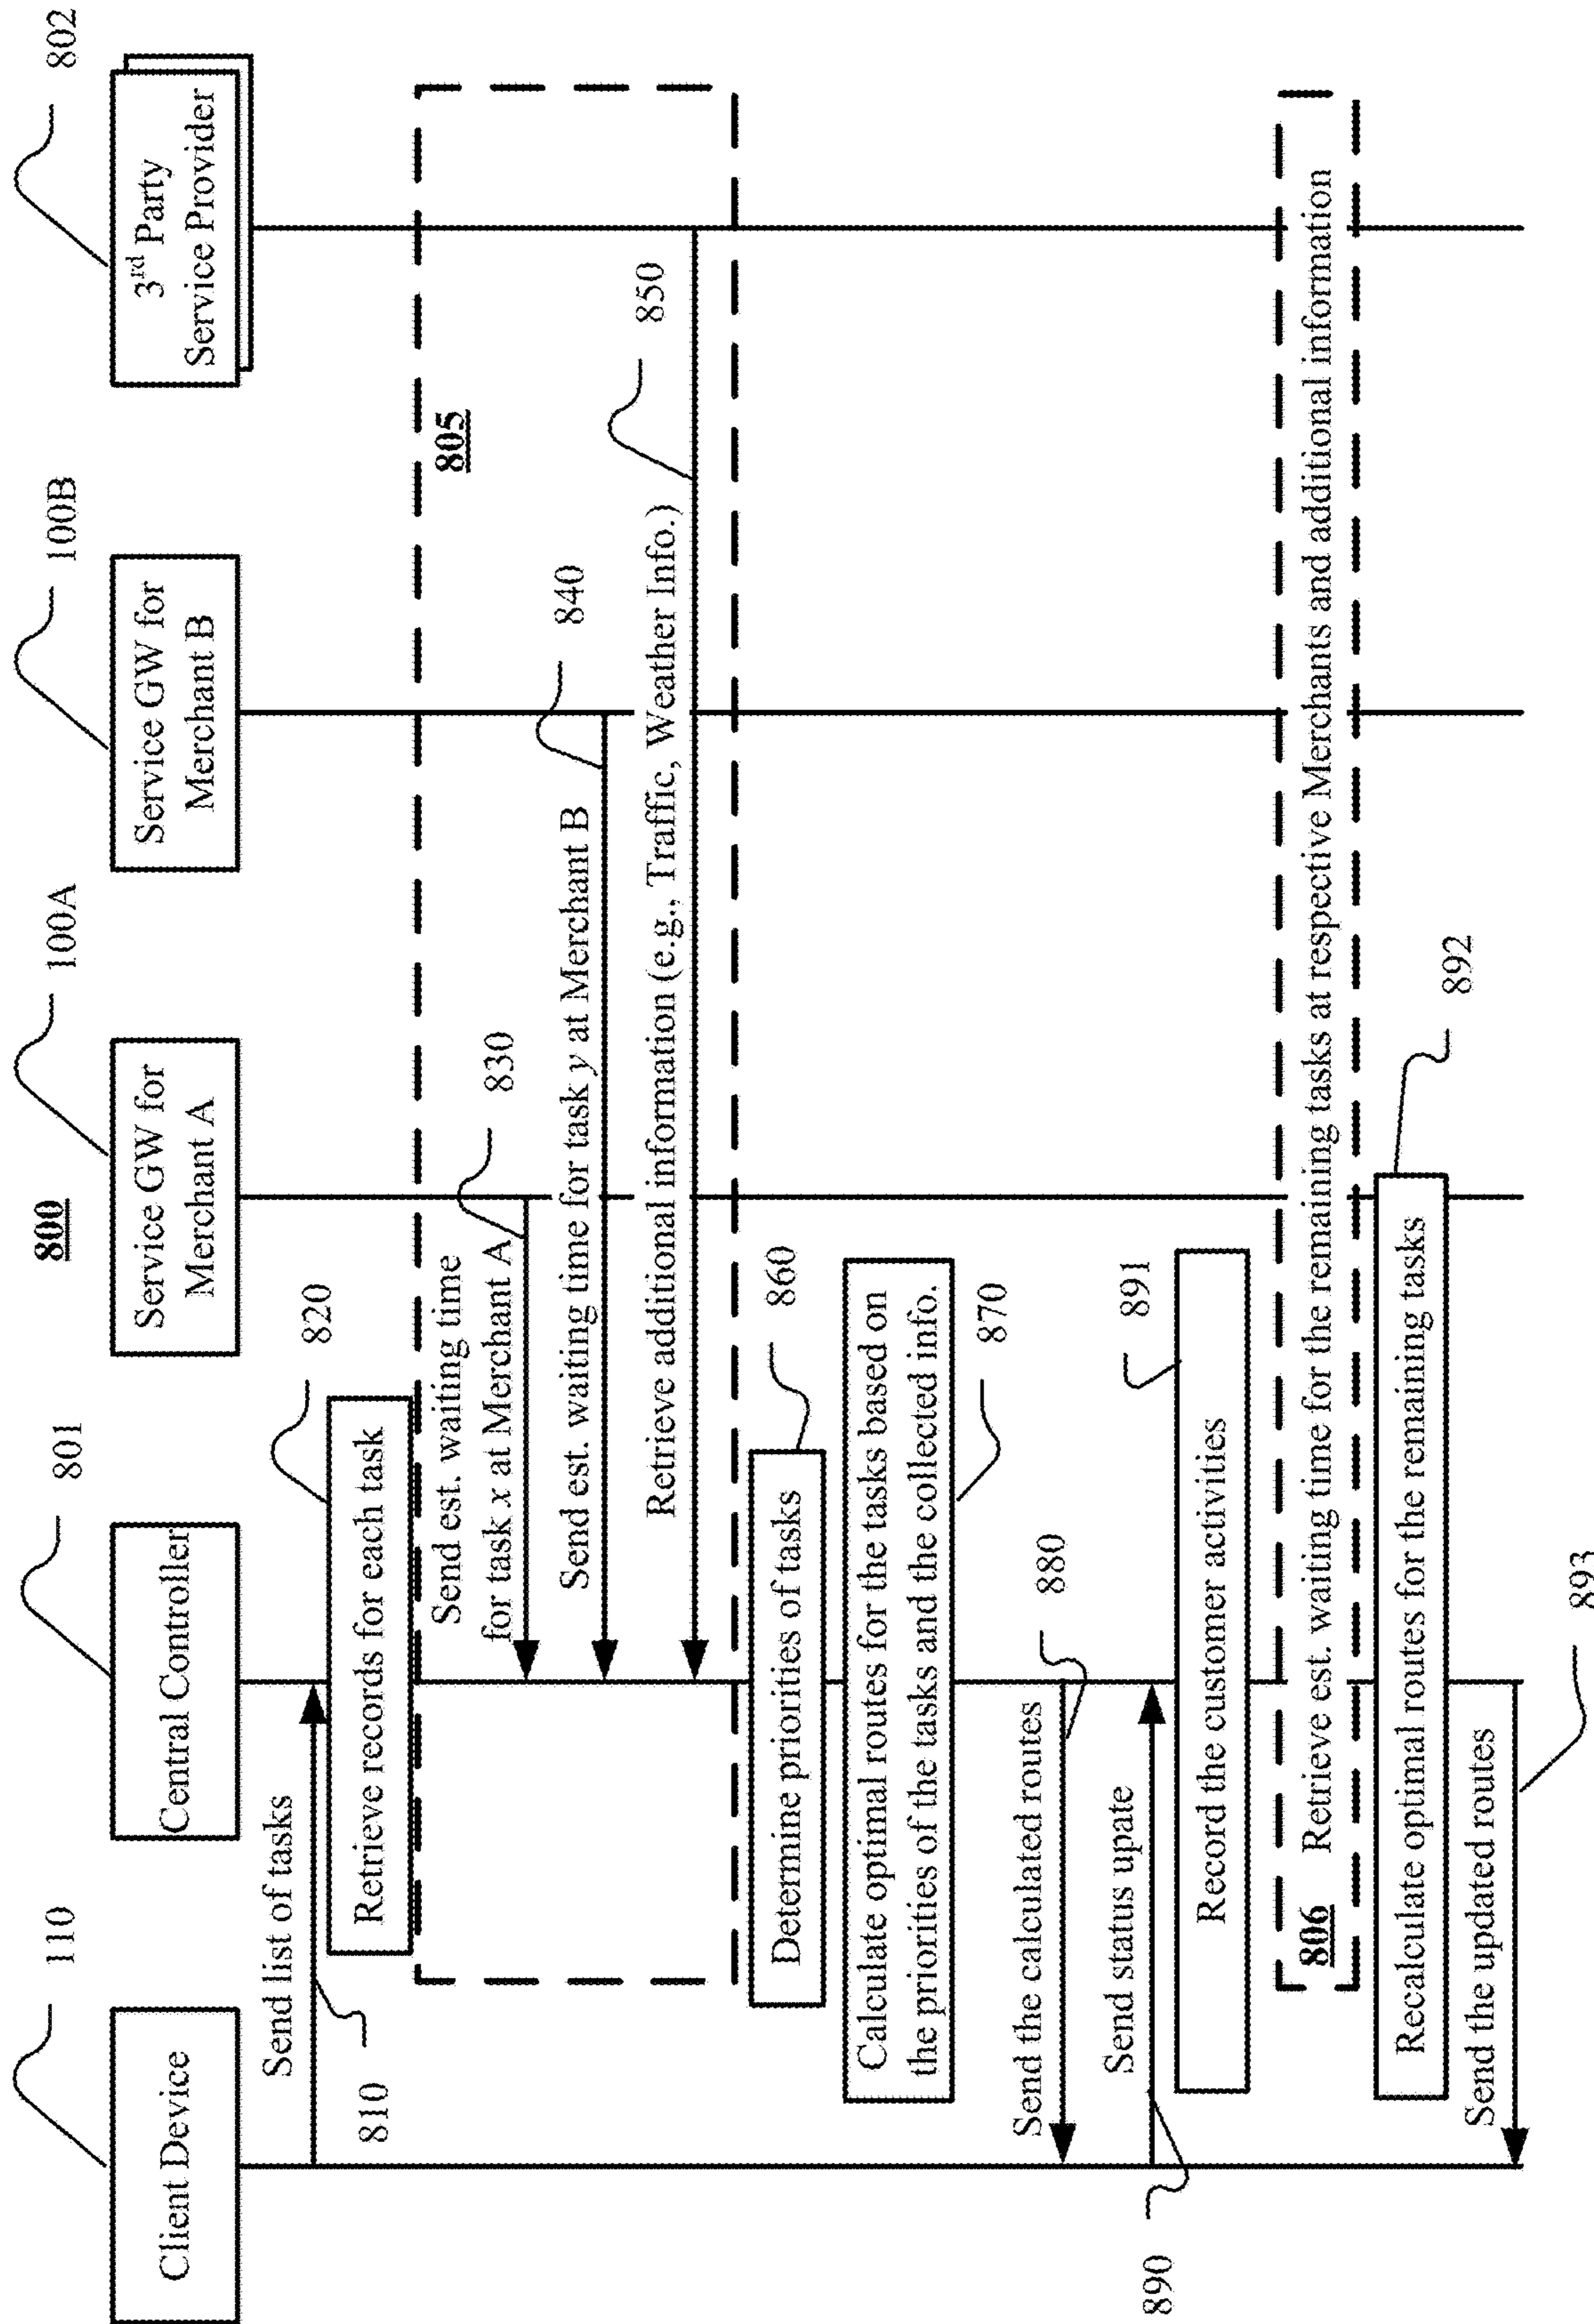 800
110
801
100A
100B
802
Client Device
Central Controller
Service GW for
Merchant A
Service GW for
Merchant B
3rd Party
Service Provider
Send list of tasks
810
820
Retrieve records for each task
805
Send est. waiting time
for task x at Merchant A
830
Send est. waiting time for task y at Merchant B
840
Retrieve additional information (e.g., Traffic, Weather Info.)
850
Determine priorities of tasks
860
Calculate optimal routes for the tasks based on
the priorities of the tasks and the collected info.
870
Send the calculated routes
880
Send status upate
890
891
Record the customer activities
806 Retrieve est. waiting time for the remaining tasks at respective Merchants and additional information
Recalculate optimal routes for the remaining tasks
892
Send the updated routes
893